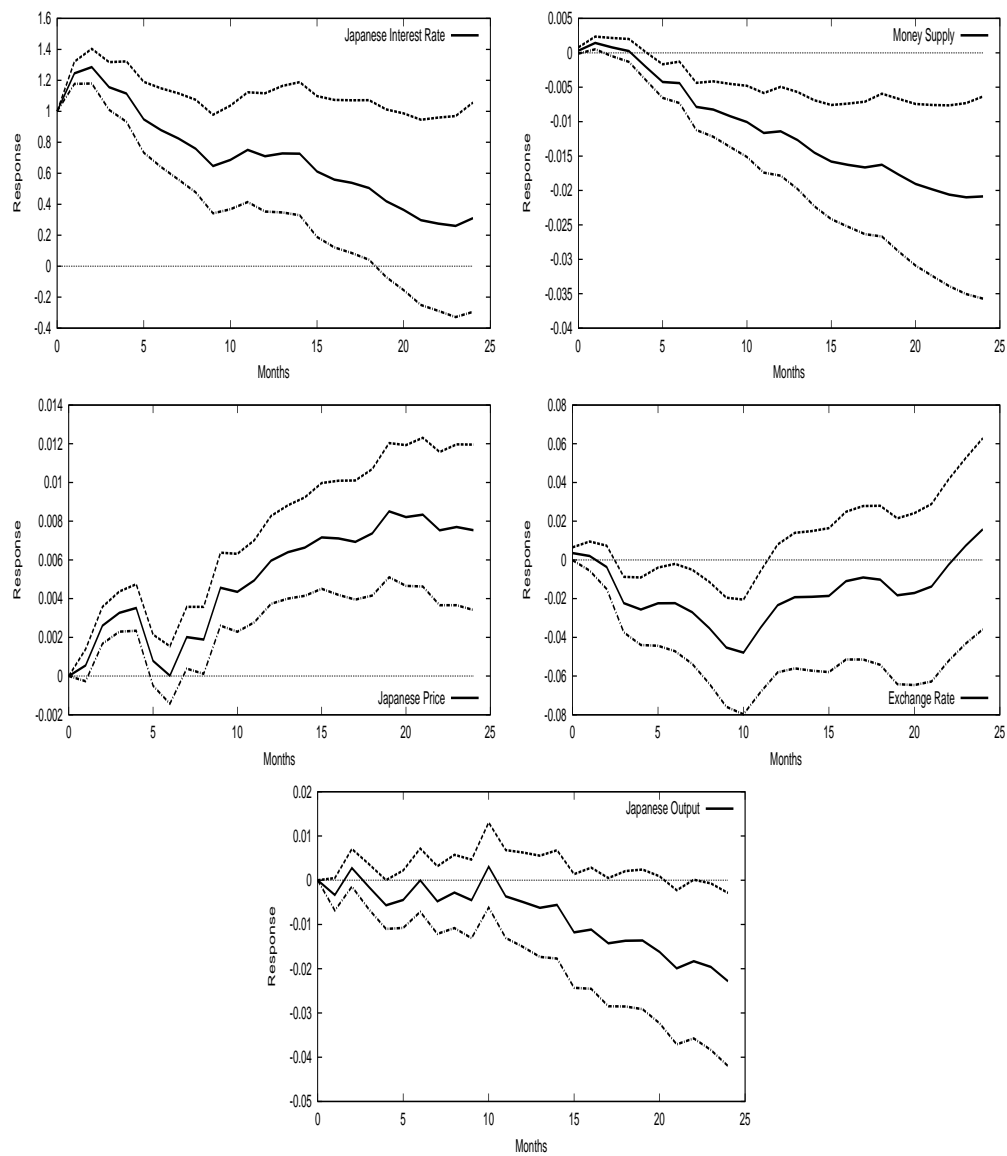 Japanese Interest Rate
1.6
1.4
1.2
1
0.8
0.6
0.4
0.2
0
-0.2
-0.4
Response
0 5 10 15 20 25
Months
Money Supply
0.005
0
-0.005
-0.01
-0.015
-0.02
-0.025
-0.03
-0.035
-0.04
Response
0 5 10 15 20 25
Months
0.014
0.012
0.01
0.008
0.006
0.004
0.002
0
-0.002
Response
Japanese Price
0 5 10 15 20 25
Months
0.08
0.06
0.04
0.02
0
-0.02
-0.04
-0.06
-0.08
Response
Exchange Rate
0 5 10 15 20 25
Months
Japanese Output
0.02
0.01
0
-0.01
-0.02
-0.03
-0.04
-0.05
Response
0 5 10 15 20 25
Months